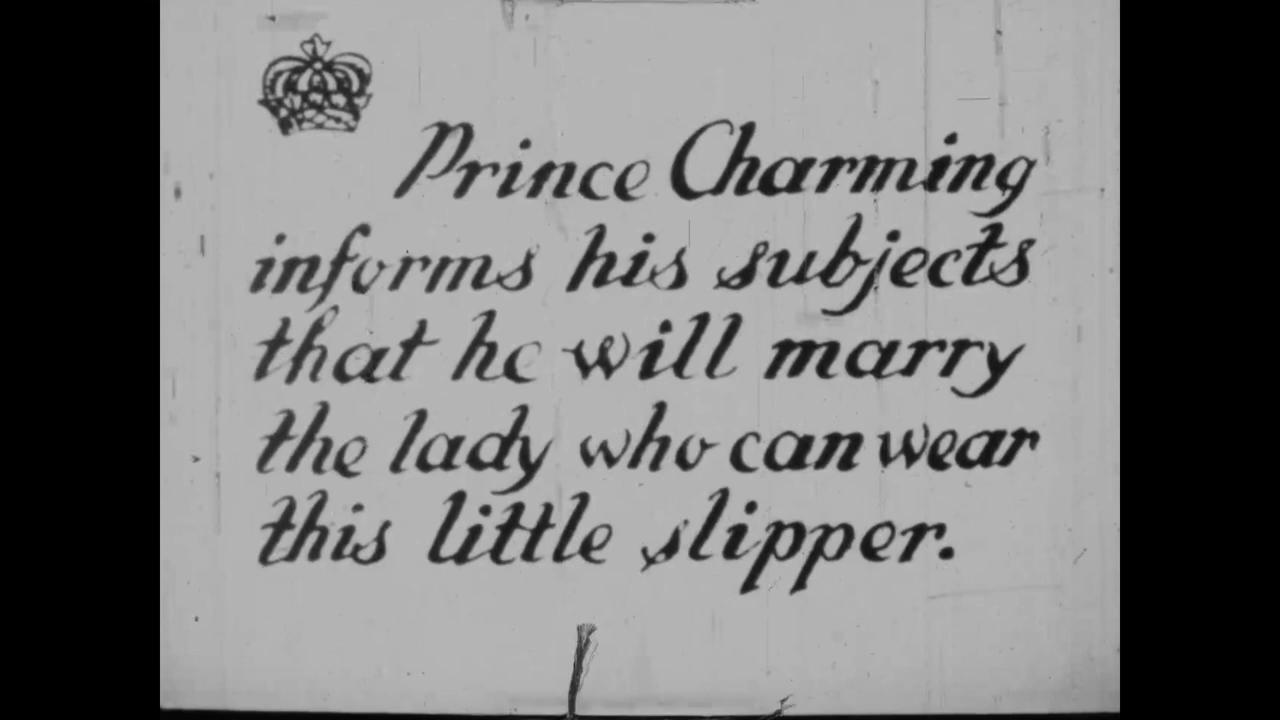 Prince Charming
informs his subjects
that he will marry
the lady who can wear
this little slipper.